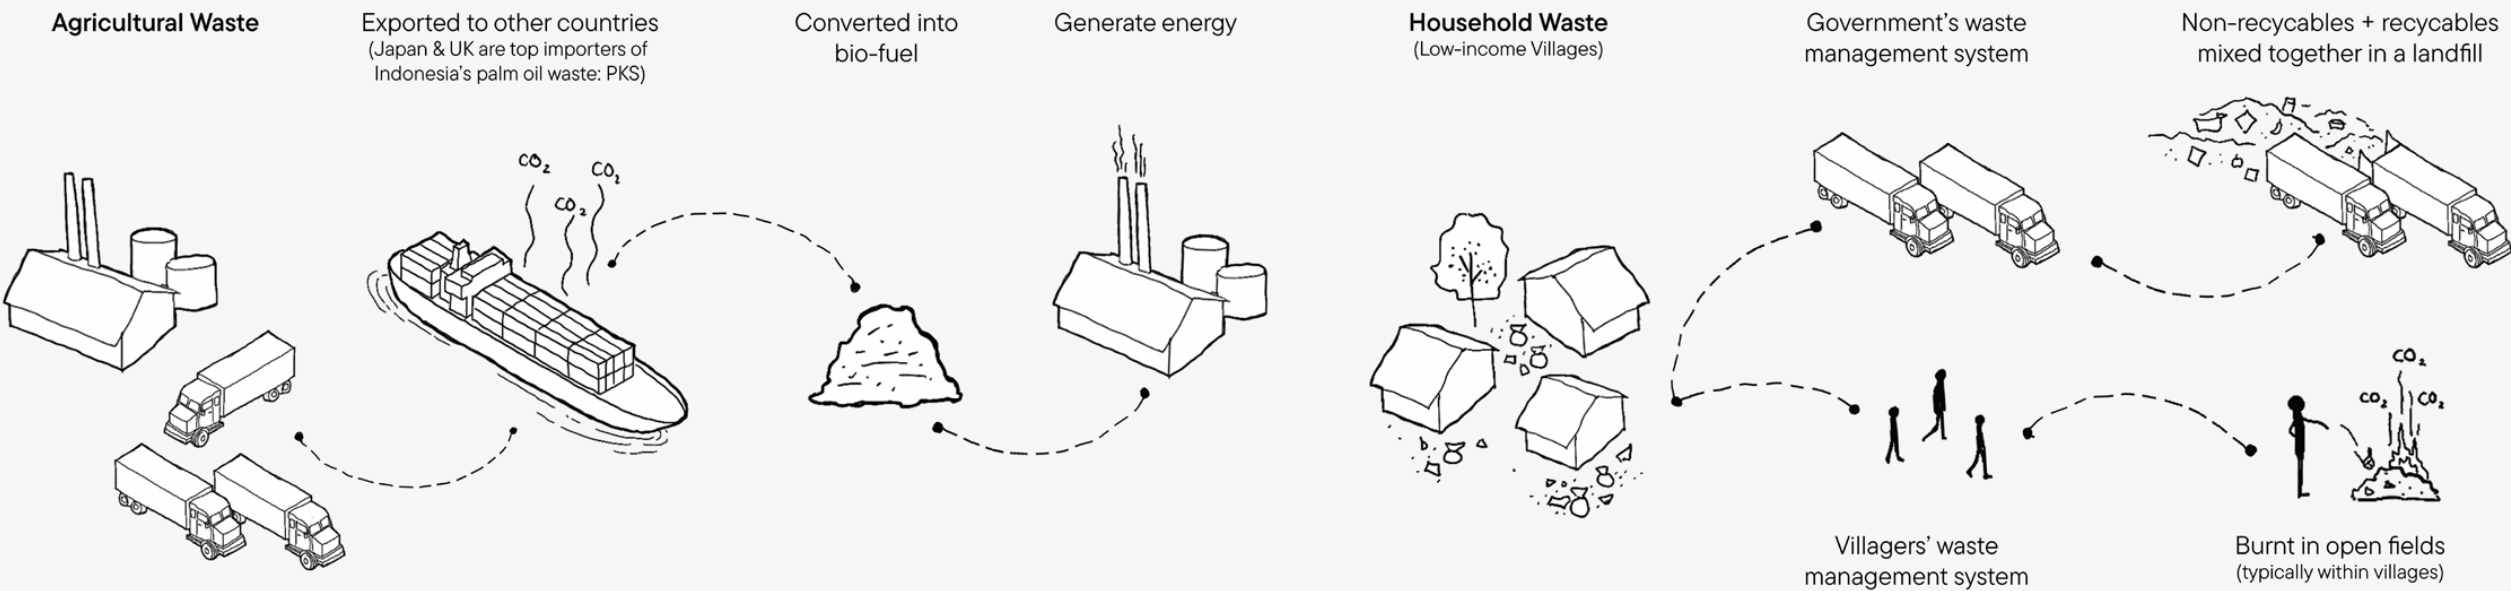 Agricultural Waste
Exported to other countries
(Japan & UK are top importers of
Indonesia's palm oil waste: PKS)
CO₂
CO₂
CO₂
Converted into
bio-fuel
Generate energy
Household Waste
(Low-income Villages)
Government's waste
management system
Non-recycables + recycables
mixed together in a landfill
Villagers' waste
management system
CO₂
CO₂
CO₂
Burnt in open fields
(typically within villages)